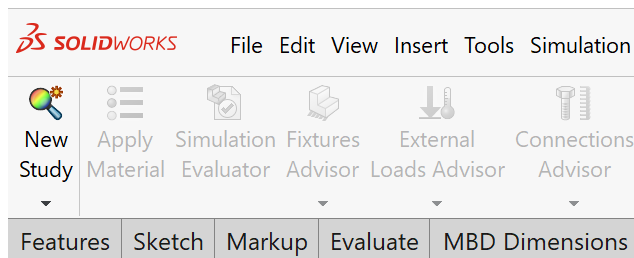 SOLIDWORKS File Edit View Insert Tools Simulation
New Study Apply Material Simulation Evaluator Fixtures Advisor External Loads Advisor Connections Advisor
Features Sketch Markup Evaluate MBD Dimensions